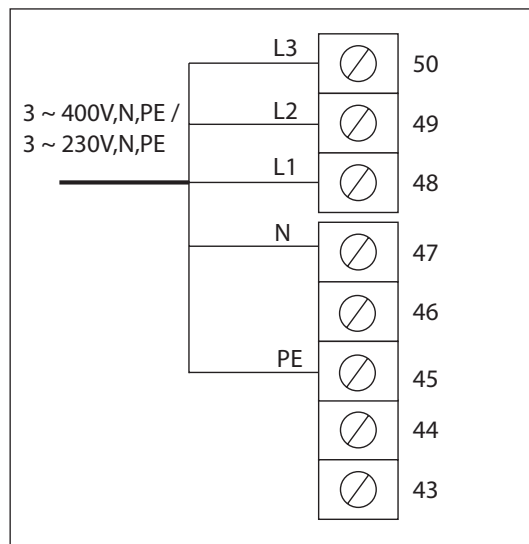 L3 50
3 ~ 400V,N,PE /
L2 49
3 ~ 230V,N,PE
L1 48
N 47
46
PE 45
44
43